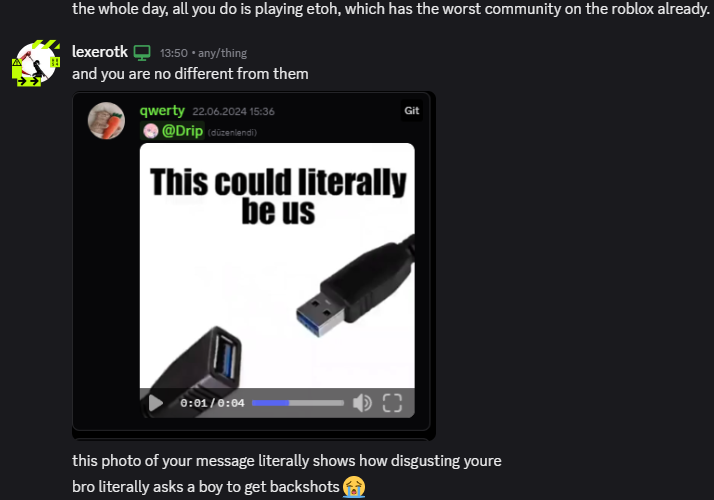 the whole day, all you do is playing etoh, which has the worst community on the roblox already.
lexerotk 13:50 • any/thing
and you are no different from them
qwerty 22.06.2024 15:36 Git
@Drip (düzenlendi)
This could literally
be us
0:01 / 0:04
this photo of your message literally shows how disgusting youre
bro literally asks a boy to get backshots 😭